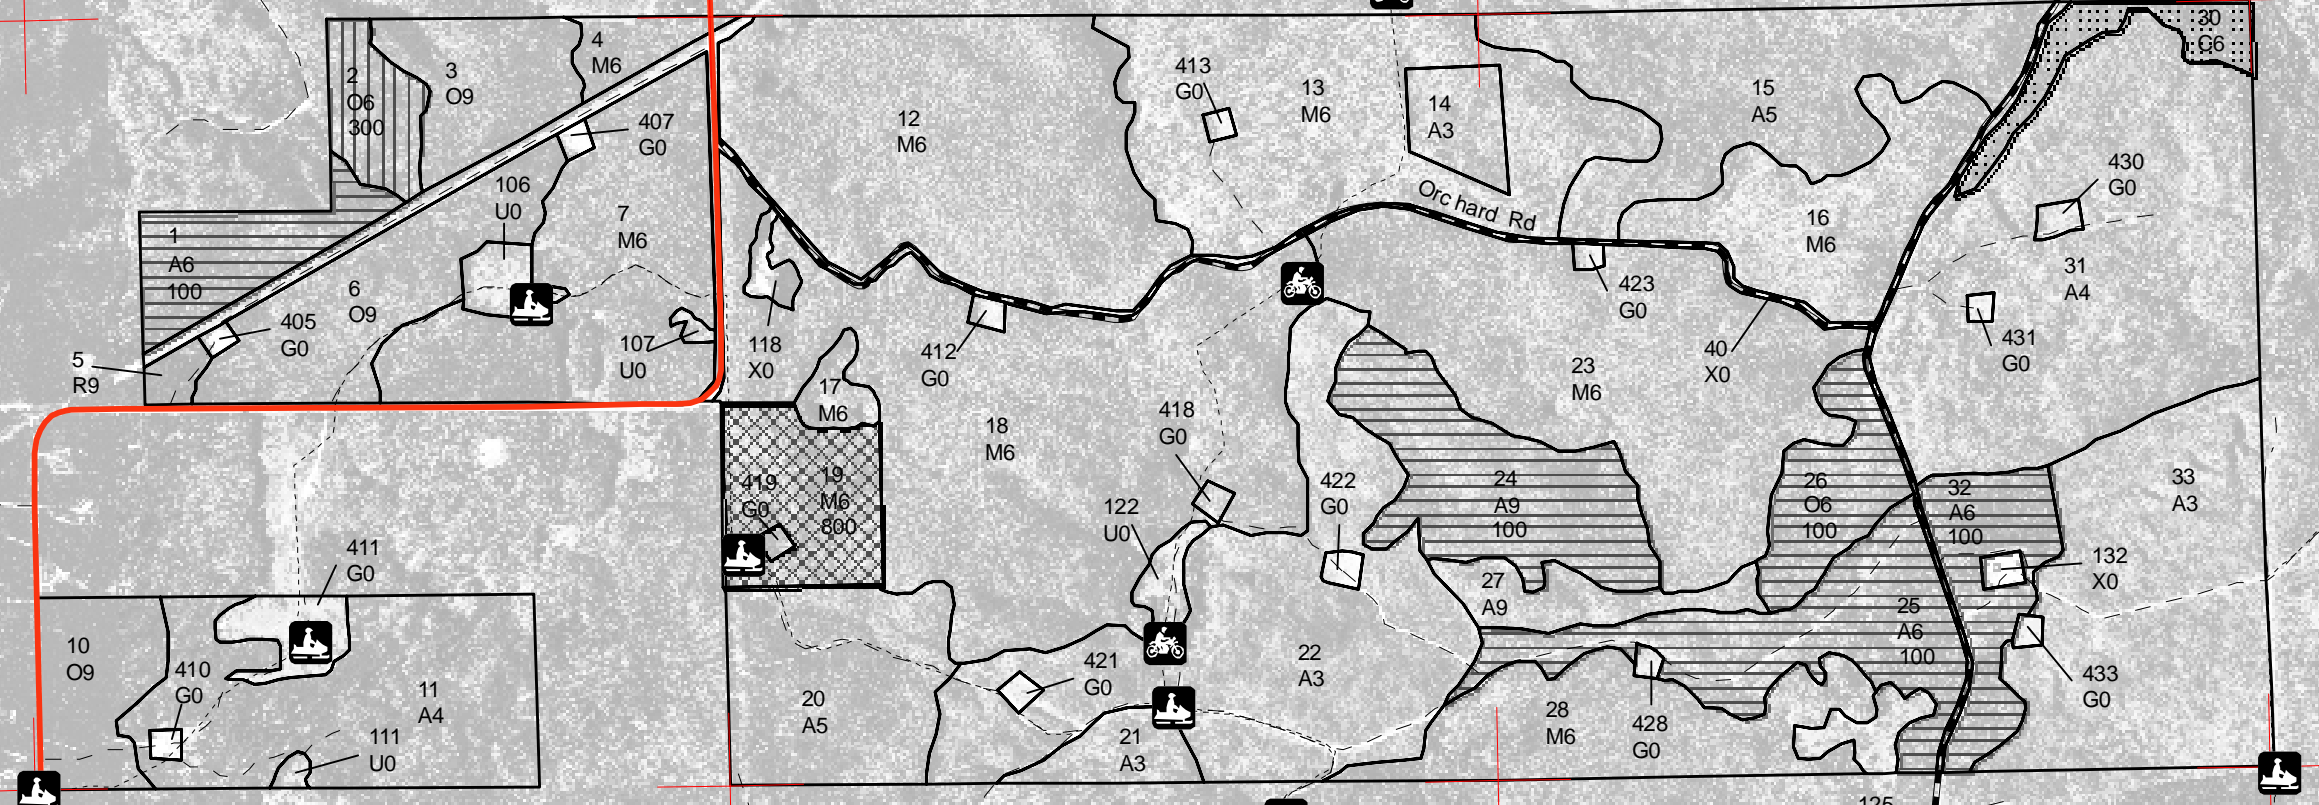 30
C6
4
M6
3
O9
2
O6
300
407
G0
12
M6
413
G0
13
M6
14
A3
15
A5
430
G0
106
U0
7
M6
Orchard Rd
16
M6
1
A6
100
6
O9
405
G0
31
A4
423
G0
5
R9
107
U0
118
X0
412
G0
17
M6
23
M6
40
X0
431
G0
18
M6
418
G0
419
G0
19
M6
800
422
G0
24
A9
100
26
O6
100
32
A6
100
33
A3
122
U0
411
G0
27
A9
132
X0
25
A6
100
10
O9
410
G0
11
A4
20
A5
421
G0
22
A3
28
M6
428
G0
433
G0
111
U0
21
A3
125